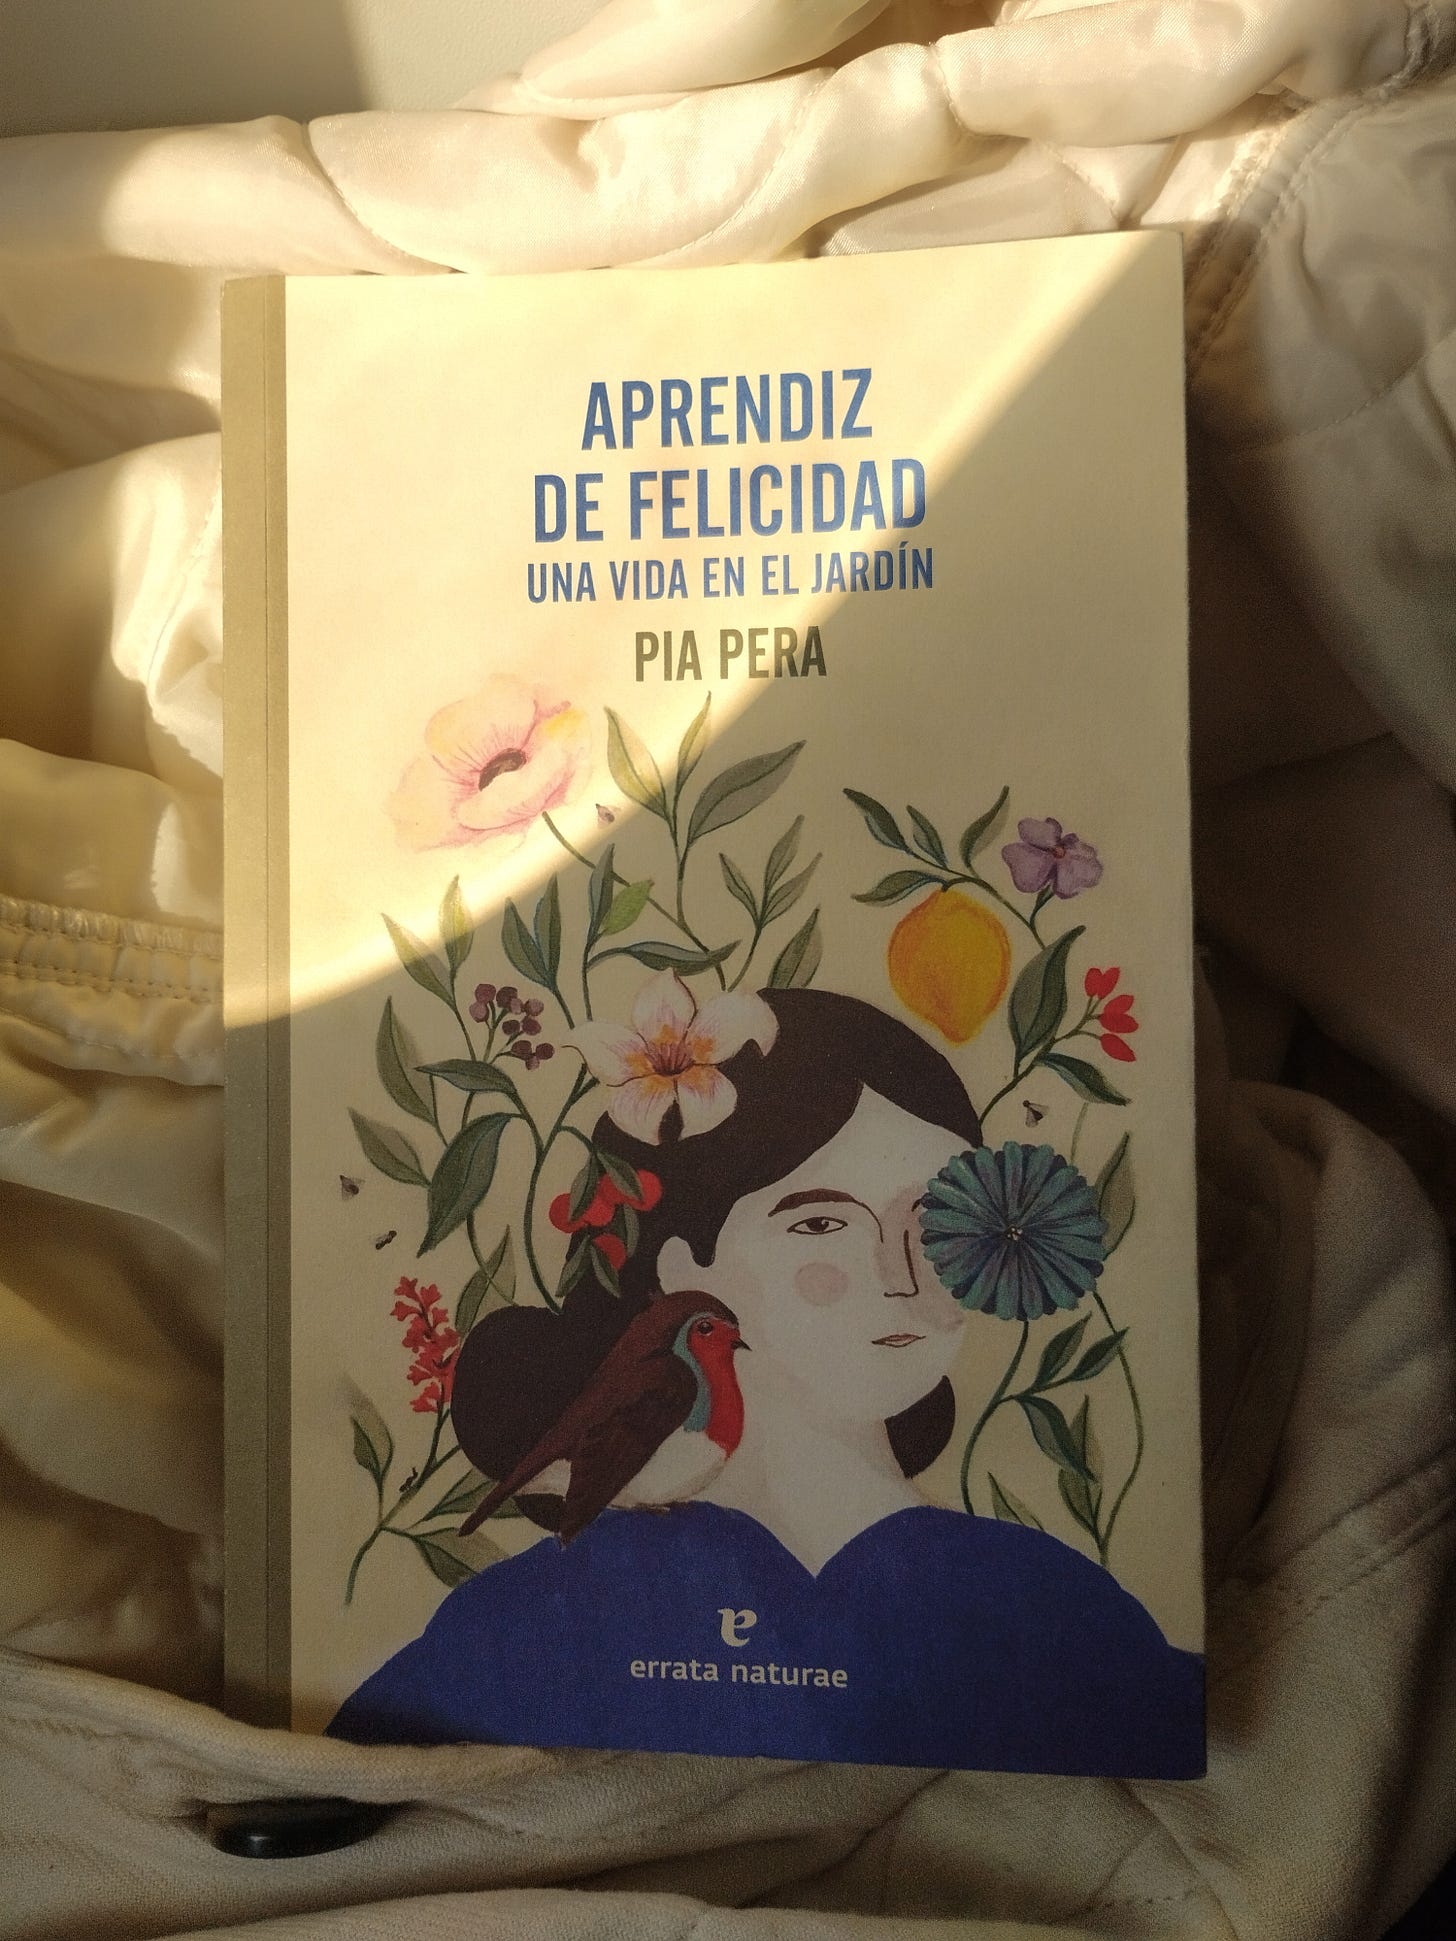 APRENDIZ
DE FELICIDAD
UNA VIDA EN EL JARDÍN
PIA PERA
e
errata naturae